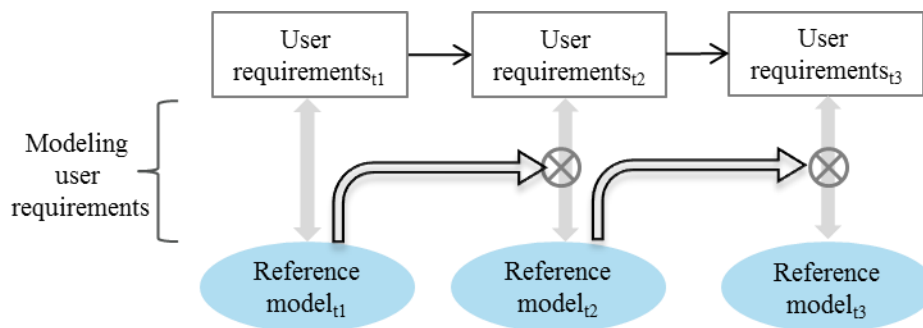 User
requirementst1
User
requirementst2
User
requirementst3
Modeling
user
requirements
Reference
modelt1
Reference
modelt2
Reference
modelt3